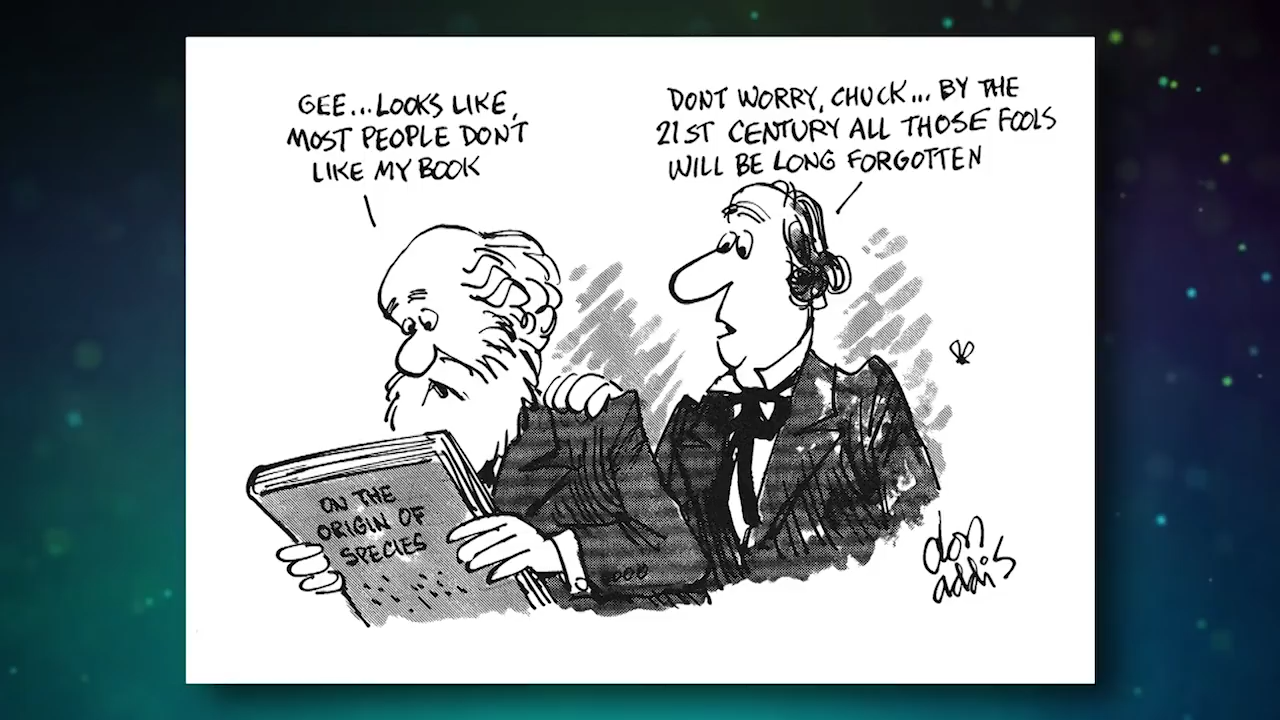 GEE...LOOKS LIKE
MOST PEOPLE DON'T
LIKE MY BOOK
DONT WORRY, CHUCK... BY THE
21ST CENTURY ALL THOSE FOOLS
WILL BE LONG FORGOTTEN
ON THE
ORIGIN OF
SPECIES
don
addis